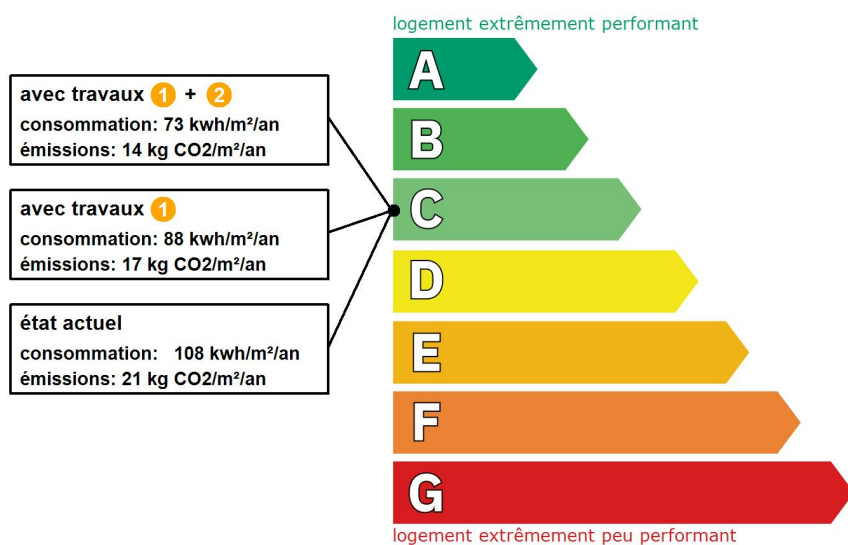 logement extrêmement performant
avec travaux 1 + 2
consommation: 73 kwh/m²/an
émissions: 14 kg CO2/m²/an
avec travaux 1
consommation: 88 kwh/m²/an
émissions: 17 kg CO2/m²/an
état actuel
consommation: 108 kwh/m²/an
émissions: 21 kg CO2/m²/an
A
B
C
D
E
F
G
logement extrêmement peu performant